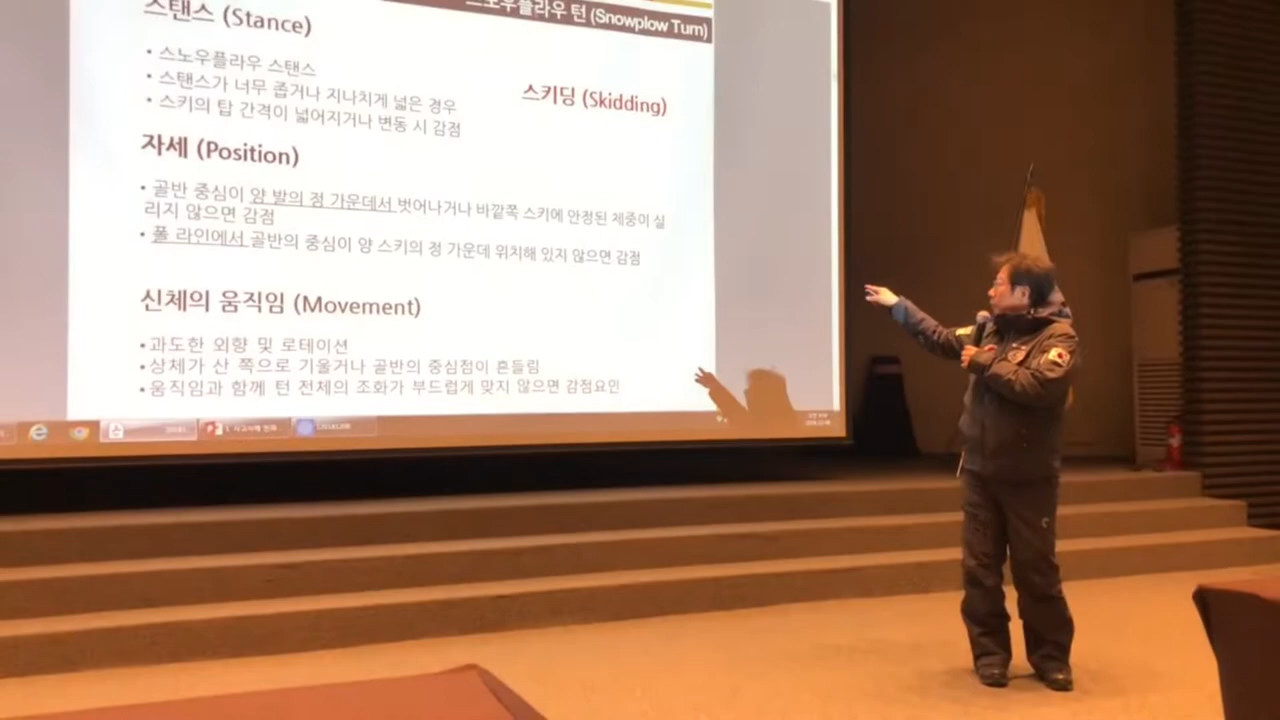 스노우플라우 턴 (Snowplow Turn)
스탠스 (Stance)
• 스노우플라우 스탠스
• 스탠스가 너무 좁거나 지나치게 넓은 경우
• 스키의 탑 간격이 넓어지거나 변동 시 감점
스키딩 (Skidding)
자세 (Position)
• 골반 중심이 양 발의 정 가운데서 벗어나거나 바깥쪽 스키에 안정된 체중이 실
리지 않으면 감점
• 폴 라인에서 골반의 중심이 양 스키의 정 가운데 위치해 있지 않으면 감점
신체의 움직임 (Movement)
• 과도한 외향 및 로테이션
• 상체가 산 쪽으로 기울거나 골반의 중심점이 흔들림
• 움직임과 함께 턴 전체의 조화가 부드럽게 맞지 않으면 감점요인